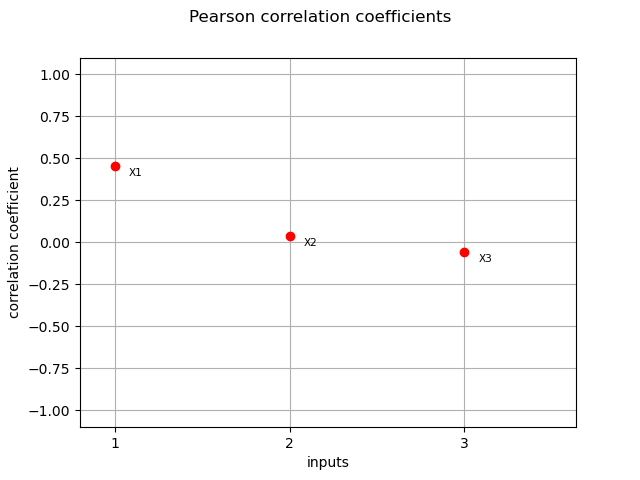 Pearson correlation coefficients
1.00
0.75
0.50
0.25
0.00
−0.25
−0.50
−0.75
−1.00
correlation coefficient
X1
X2
X3
1 2 3
inputs